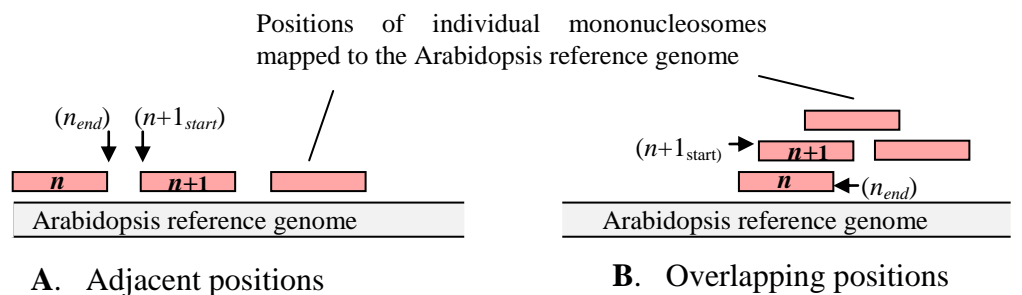 Positions of individual mononucleosomes
mapped to the Arabidopsis reference genome
(n_end) (n+1_start)
(n+1_start)
n+1
n n+1
n
(n_end)
Arabidopsis reference genome
Arabidopsis reference genome
A. Adjacent positions
B. Overlapping positions